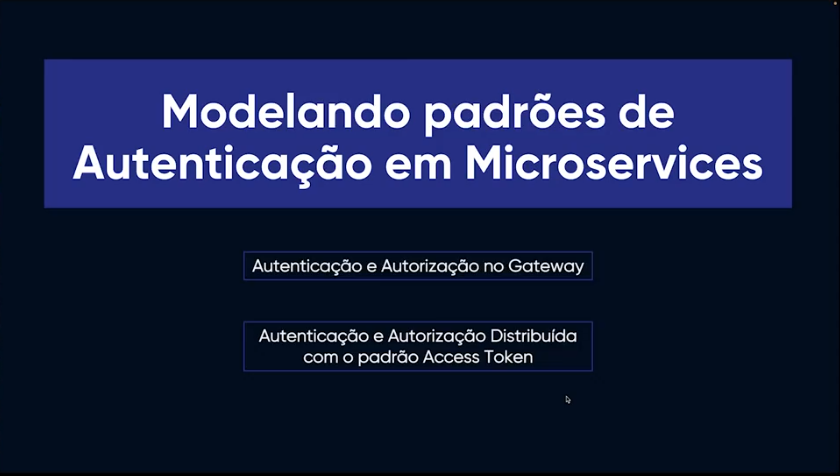 Modelando padrões de
Autenticação em Microservices
Autenticação e Autorização no Gateway
Autenticação e Autorização Distribuída
com o padrão Access Token